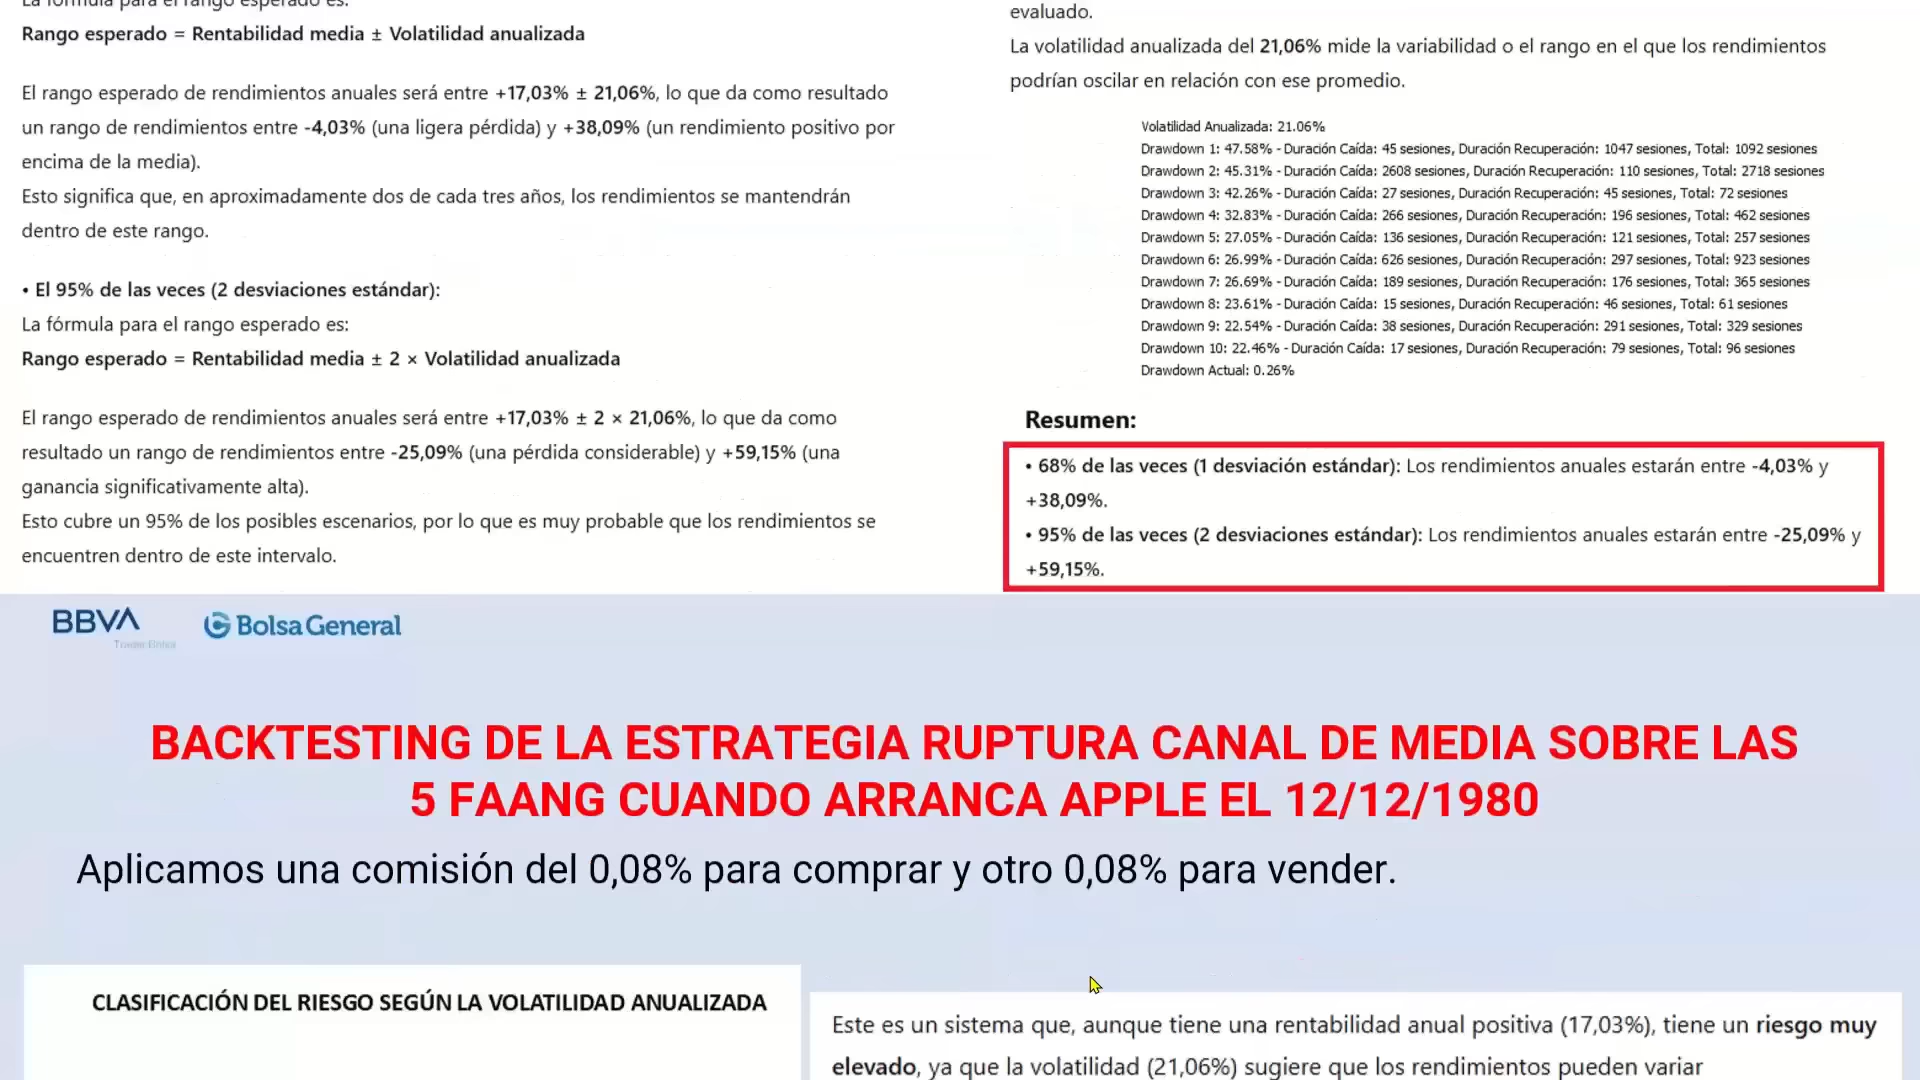 La fórmula para el rango esperado es:
Rango esperado = Rentabilidad media ± Volatilidad anualizada
El rango esperado de rendimientos anuales será entre +17,03% ± 21,06%, lo que da como resultado
un rango de rendimientos entre -4,03% (una ligera pérdida) y +38,09% (un rendimiento positivo por
encima de la media).
Esto significa que, en aproximadamente dos de cada tres años, los rendimientos se mantendrán
dentro de este rango.
• El 95% de las veces (2 desviaciones estándar):
La fórmula para el rango esperado es:
Rango esperado = Rentabilidad media ± 2 × Volatilidad anualizada
El rango esperado de rendimientos anuales será entre +17,03% ± 2 × 21,06%, lo que da como
resultado un rango de rendimientos entre -25,09% (una pérdida considerable) y +59,15% (una
ganancia significativamente alta).
Esto cubre un 95% de los posibles escenarios, por lo que es muy probable que los rendimientos se
encuentren dentro de este intervalo.
evaluado.
La volatilidad anualizada del 21,06% mide la variabilidad o el rango en el que los rendimientos
podrían oscilar en relación con ese promedio.
Volatilidad Anualizada: 21.06%
Drawdown 1: 47.58% - Duración Caída: 45 sesiones, Duración Recuperación: 1047 sesiones, Total: 1092 sesiones
Drawdown 2: 45.31% - Duración Caída: 2608 sesiones, Duración Recuperación: 110 sesiones, Total: 2718 sesiones
Drawdown 3: 42.26% - Duración Caída: 27 sesiones, Duración Recuperación: 45 sesiones, Total: 72 sesiones
Drawdown 4: 32.83% - Duración Caída: 266 sesiones, Duración Recuperación: 196 sesiones, Total: 462 sesiones
Drawdown 5: 27.05% - Duración Caída: 136 sesiones, Duración Recuperación: 121 sesiones, Total: 257 sesiones
Drawdown 6: 26.99% - Duración Caída: 626 sesiones, Duración Recuperación: 297 sesiones, Total: 923 sesiones
Drawdown 7: 26.69% - Duración Caída: 189 sesiones, Duración Recuperación: 176 sesiones, Total: 365 sesiones
Drawdown 8: 23.61% - Duración Caída: 15 sesiones, Duración Recuperación: 46 sesiones, Total: 61 sesiones
Drawdown 9: 22.54% - Duración Caída: 38 sesiones, Duración Recuperación: 291 sesiones, Total: 329 sesiones
Drawdown 10: 22.46% - Duración Caída: 17 sesiones, Duración Recuperación: 79 sesiones, Total: 96 sesiones
Drawdown Actual: 0.26%
Resumen:
• 68% de las veces (1 desviación estándar): Los rendimientos anuales estarán entre -4,03% y
+38,09%.
• 95% de las veces (2 desviaciones estándar): Los rendimientos anuales estarán entre -25,09% y
+59,15%.
BBVA
Bolsa General
BACKTESTING DE LA ESTRATEGIA RUPTURA CANAL DE MEDIA SOBRE LAS
5 FAANG CUANDO ARRANCA APPLE EL 12/12/1980
Aplicamos una comisión del 0,08% para comprar y otro 0,08% para vender.
CLASIFICACIÓN DEL RIESGO SEGÚN LA VOLATILIDAD ANUALIZADA
Este es un sistema que, aunque tiene una rentabilidad anual positiva (17,03%), tiene un riesgo muy
elevado, ya que la volatilidad (21,06%) sugiere que los rendimientos pueden variar